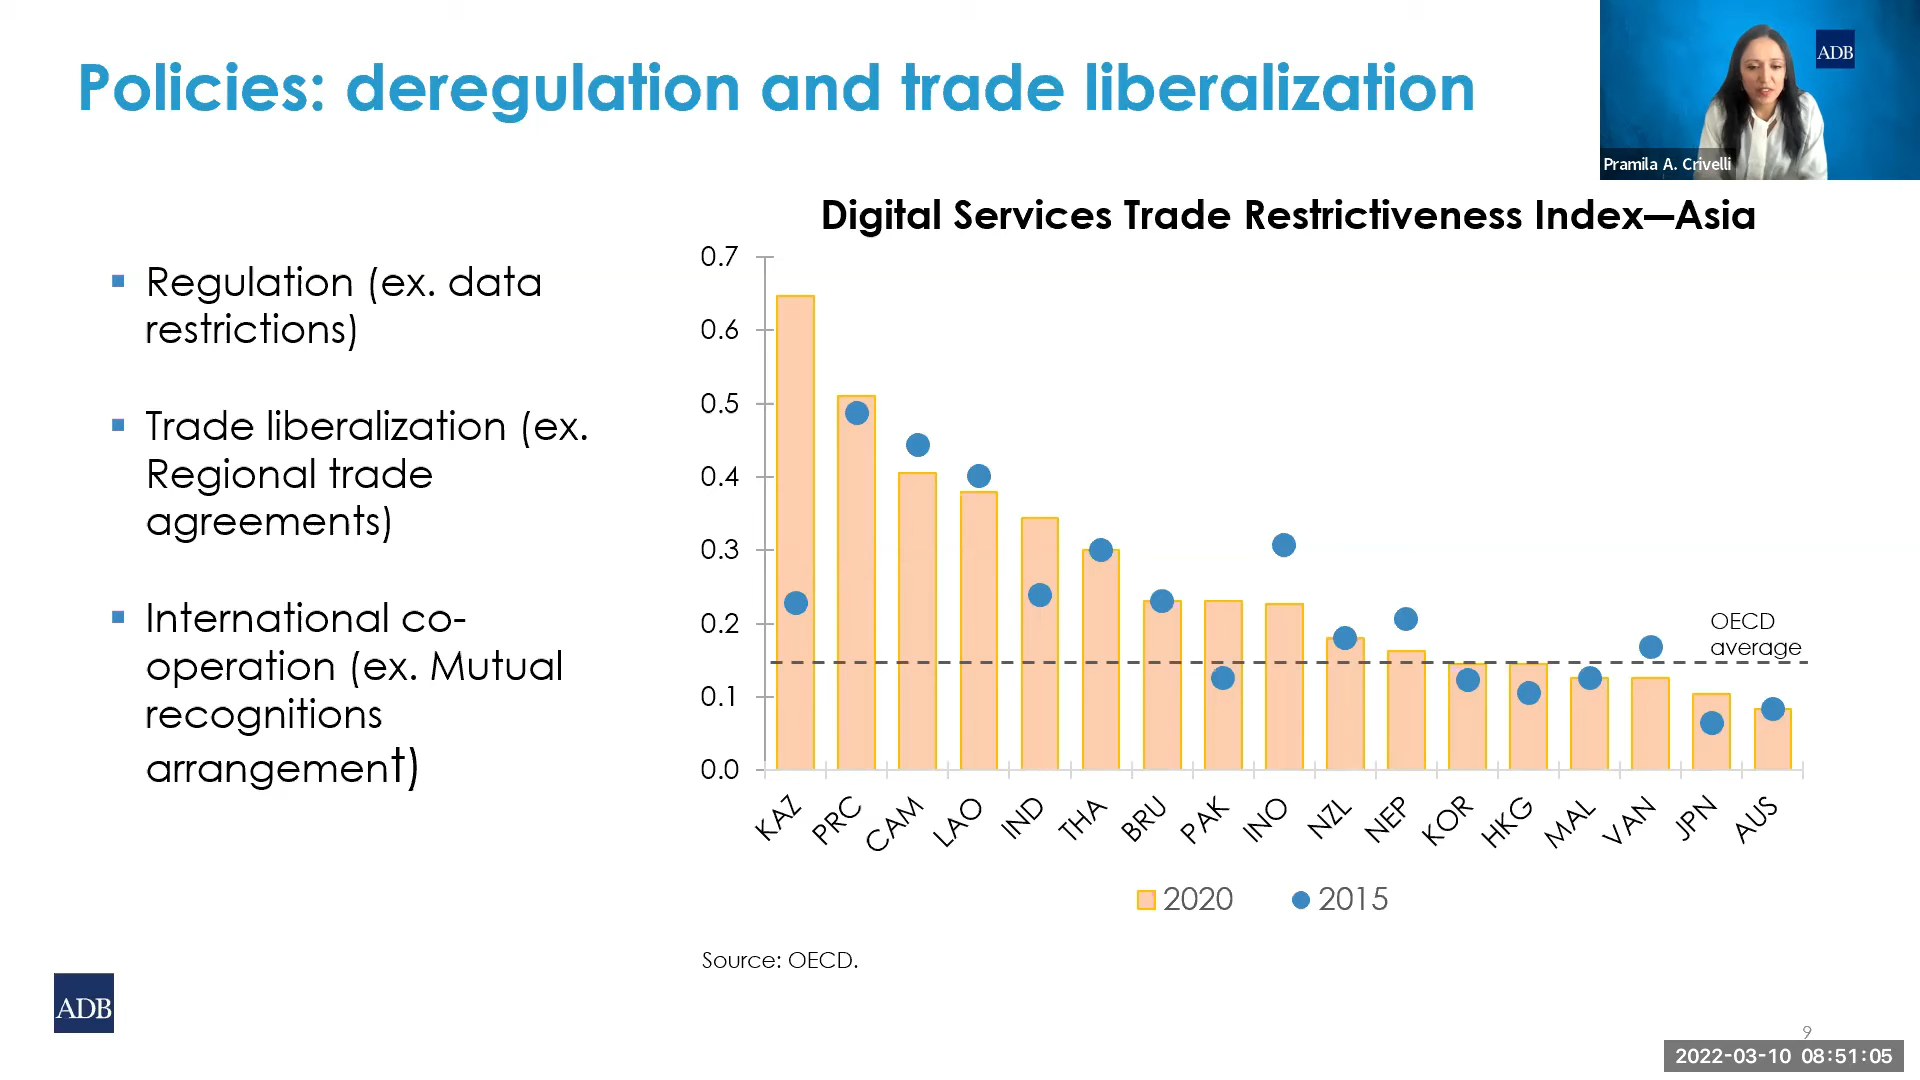 Policies: deregulation and trade liberalization
ADB
Pramila A. Crivelli
Regulation (ex. data
restrictions)
Trade liberalization (ex.
Regional trade
agreements)
International co-
operation (ex. Mutual
recognitions
arrangement)
Digital Services Trade Restrictiveness Index—Asia
0.7
0.6
0.5
0.4
0.3
0.2
0.1
0.0
OECD
average
KAZ PRC CAM LAO IND THA BRU PAK INO NZL NEP KOR HKG MAL VAN JPN AUS
2020 2015
Source: OECD.
ADB
9
2022-03-10 08:51:05